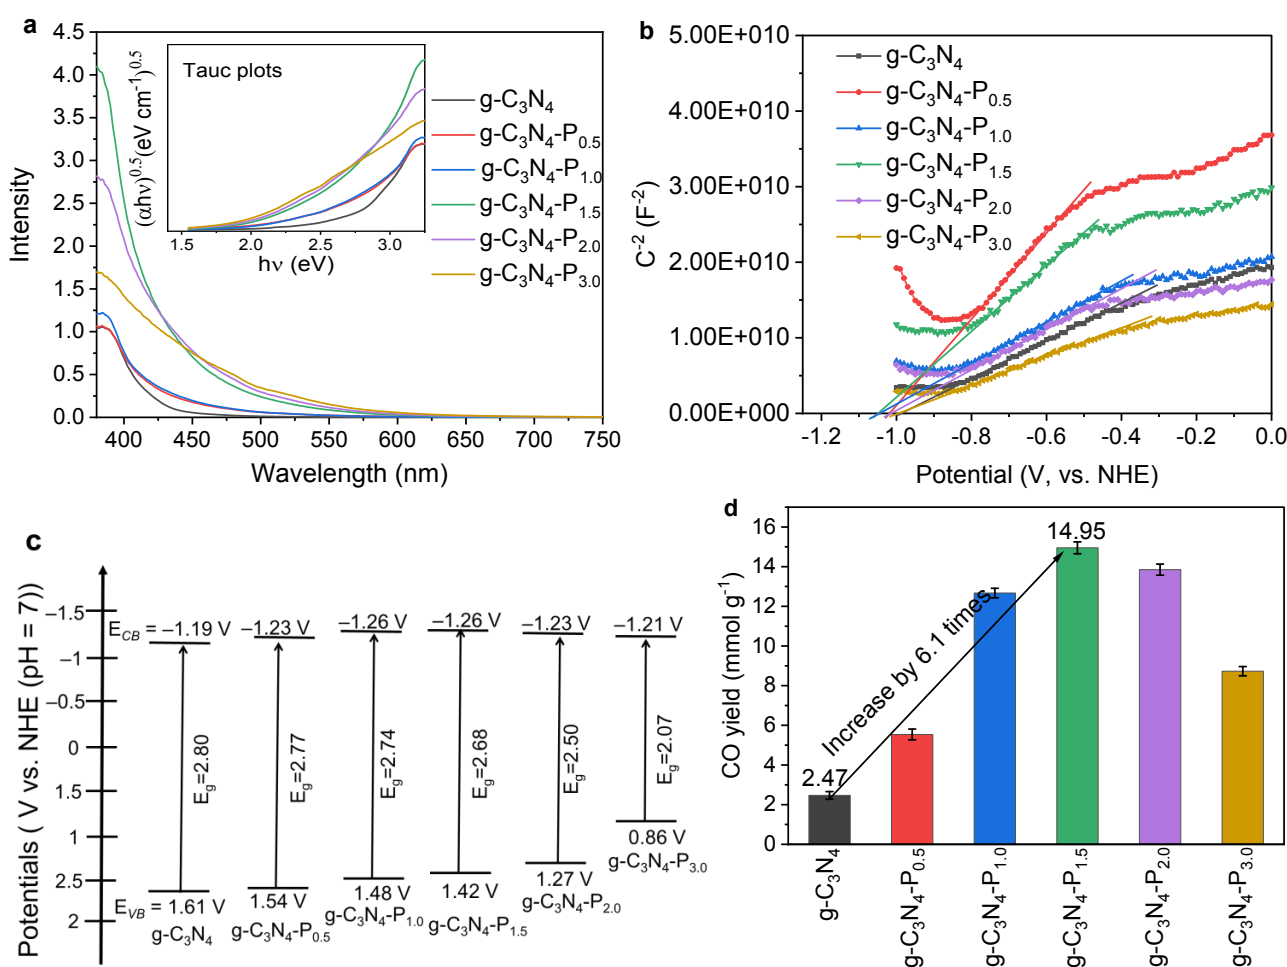 a
4.5
4.0
3.5
3.0
2.5
2.0
1.5
1.0
0.5
0.0
400 450 500 550 600 650 700 750
Intensity
Wavelength (nm)
Tauc plots
(αhν)^0.5(eV cm^-1)^0.5
1.5 2.0 2.5 3.0
hν (eV)
g-C₃N₄
g-C₃N₄-P₀.₅
g-C₃N₄-P₁.₀
g-C₃N₄-P₁.₅
g-C₃N₄-P₂.₀
g-C₃N₄-P₃.₀
b
5.00E+010
4.00E+010
3.00E+010
2.00E+010
1.00E+010
0.00E+000
-1.2 -1.0 -0.8 -0.6 -0.4 -0.2 0.0
C^-2 (F^-2)
Potential (V, vs. NHE)
g-C₃N₄
g-C₃N₄-P₀.₅
g-C₃N₄-P₁.₀
g-C₃N₄-P₁.₅
g-C₃N₄-P₂.₀
g-C₃N₄-P₃.₀
c
Potentials ( V vs. NHE (pH = 7))
−1.5
−1
−0.5
0
1.5
1
2.5
2
E_CB = −1.19 V
−1.23 V
−1.26 V
−1.26 V
−1.23 V
−1.21 V
E_g=2.80
E_g=2.77
E_g=2.74
E_g=2.68
E_g=2.50
E_g=2.07
E_VB = 1.61 V
1.54 V
1.48 V
1.42 V
1.27 V
0.86 V
g-C₃N₄
g-C₃N₄-P₀.₅
g-C₃N₄-P₁.₀
g-C₃N₄-P₁.₅
g-C₃N₄-P₂.₀
g-C₃N₄-P₃.₀
d
16
14
12
10
8
6
4
2
0
CO yield (mmol g^-1)
2.47
14.95
Increase by 6.1 times
g-C₃N₄
g-C₃N₄-P₀.₅
g-C₃N₄-P₁.₀
g-C₃N₄-P₁.₅
g-C₃N₄-P₂.₀
g-C₃N₄-P₃.₀